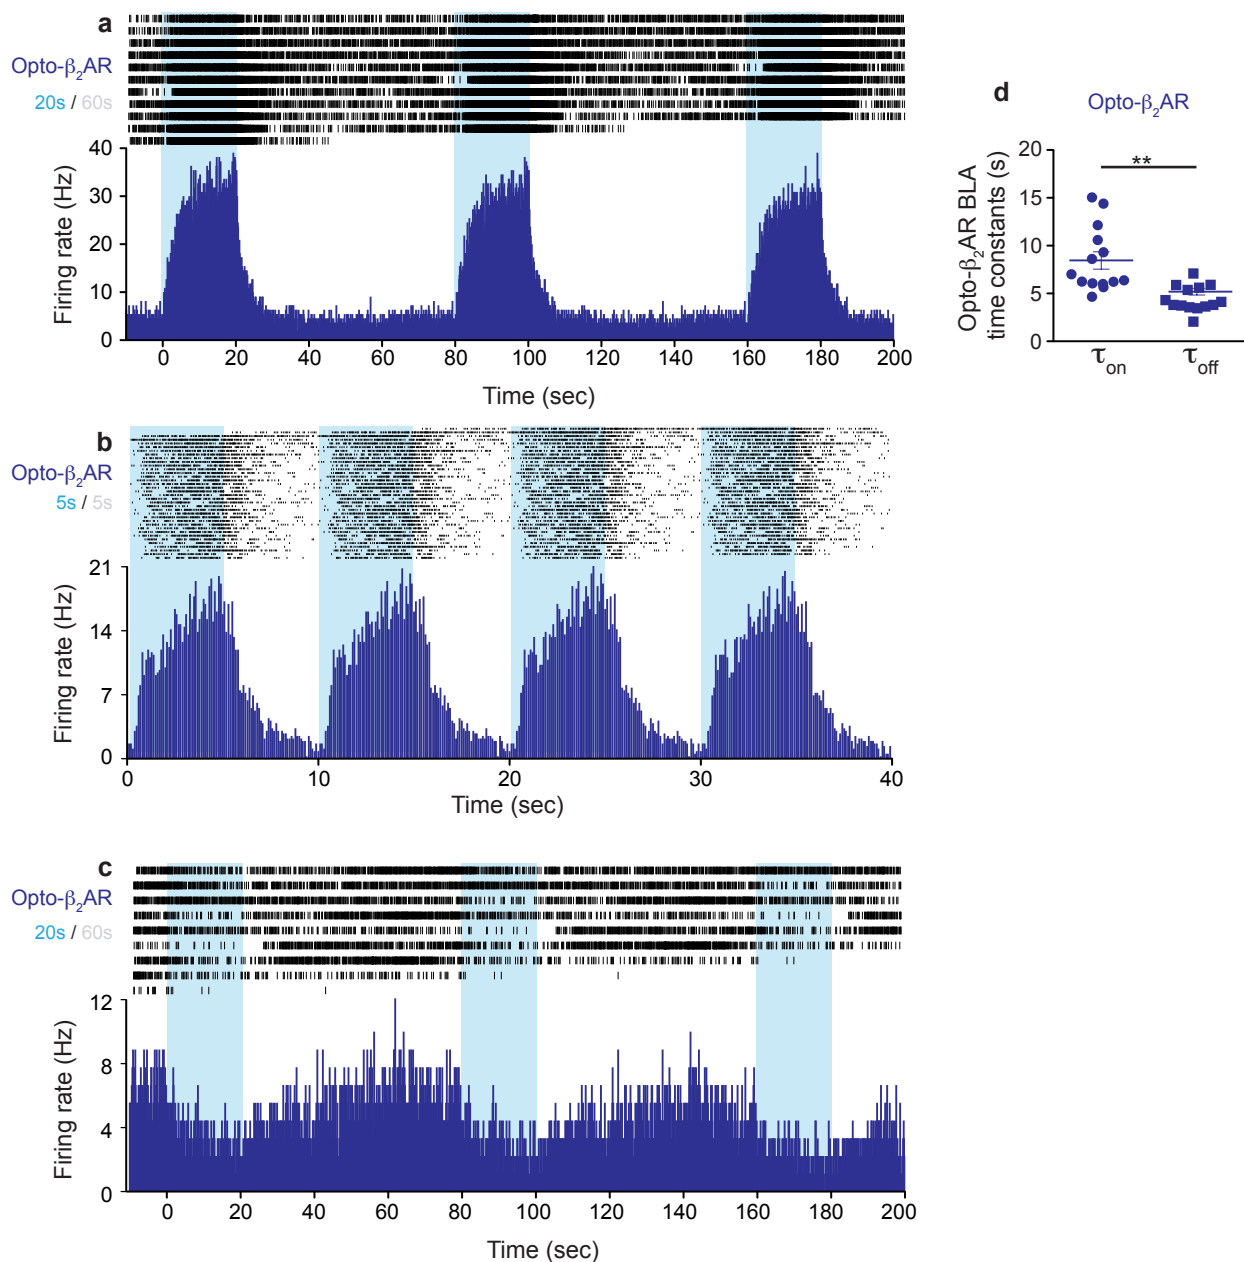 a
Opto-β₂AR
20s / 60s
40
30
20
10
0
Firing rate (Hz)
0 20 40 60 80 100 120 140 160 180 200
Time (sec)
d
Opto-β₂AR
**
20
15
10
5
0
Opto-β₂AR BLA
time constants (s)
τon τoff
b
Opto-β₂AR
5s / 5s
21
14
7
0
Firing rate (Hz)
0 10 20 30 40
Time (sec)
c
Opto-β₂AR
20s / 60s
12
8
4
0
Firing rate (Hz)
0 20 40 60 80 100 120 140 160 180 200
Time (sec)